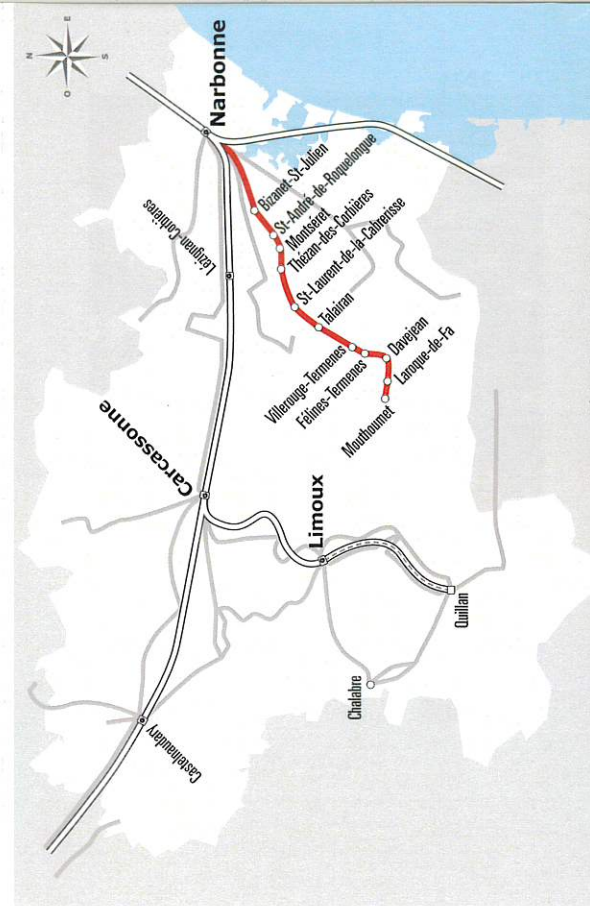 N
E
S
O
Narbonne
Bizanet-St-Julien
St-André-de-Roquelongue
Montséret
Thézan-des-Corbières
St-Laurent-de-la-Cabrerisse
Talairan
Villerouge-Termenes
Félines-Termenes
Davejean
Laroque-de-Fa
Mouthoumet
Lézignan-Corbières
Carcassonne
Limoux
Quillan
Chalabre
Castelnaudary